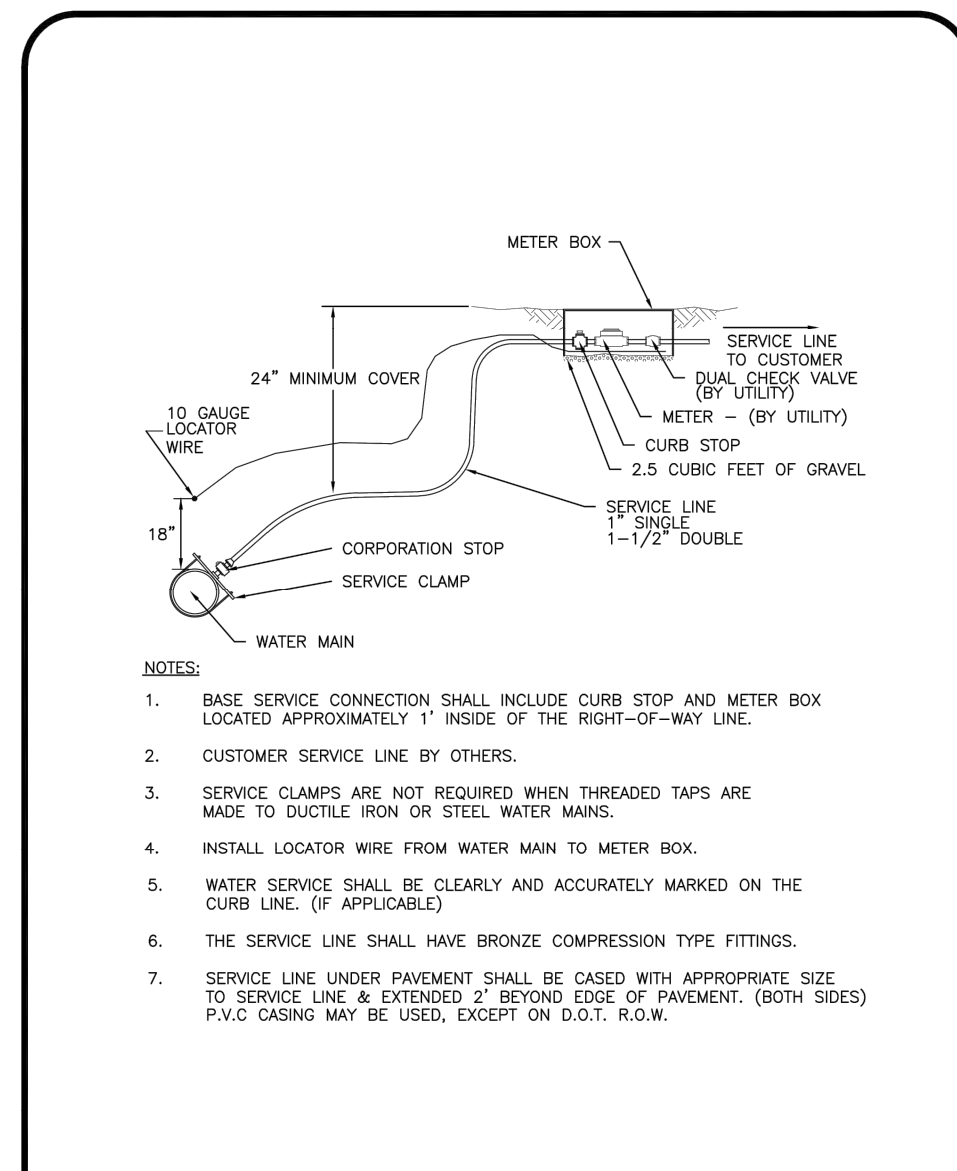 METER BOX
SERVICE LINE
TO CUSTOMER
DUAL CHECK VALVE
(BY UTILITY)
METER – (BY UTILITY)
CURB STOP
2.5 CUBIC FEET OF GRAVEL
24" MINIMUM COVER
10 GAUGE
LOCATOR
WIRE
18"
SERVICE LINE
1" SINGLE
1–1/2" DOUBLE
CORPORATION STOP
SERVICE CLAMP
WATER MAIN
NOTES:
1. BASE SERVICE CONNECTION SHALL INCLUDE CURB STOP AND METER BOX
LOCATED APPROXIMATELY 1' INSIDE OF THE RIGHT–OF–WAY LINE.
2. CUSTOMER SERVICE LINE BY OTHERS.
3. SERVICE CLAMPS ARE NOT REQUIRED WHEN THREADED TAPS ARE
MADE TO DUCTILE IRON OR STEEL WATER MAINS.
4. INSTALL LOCATOR WIRE FROM WATER MAIN TO METER BOX.
5. WATER SERVICE SHALL BE CLEARLY AND ACCURATELY MARKED ON THE
CURB LINE. (IF APPLICABLE)
6. THE SERVICE LINE SHALL HAVE BRONZE COMPRESSION TYPE FITTINGS.
7. SERVICE LINE UNDER PAVEMENT SHALL BE CASED WITH APPROPRIATE SIZE
TO SERVICE LINE & EXTENDED 2' BEYOND EDGE OF PAVEMENT. (BOTH SIDES)
P.V.C CASING MAY BE USED, EXCEPT ON D.O.T. R.O.W.